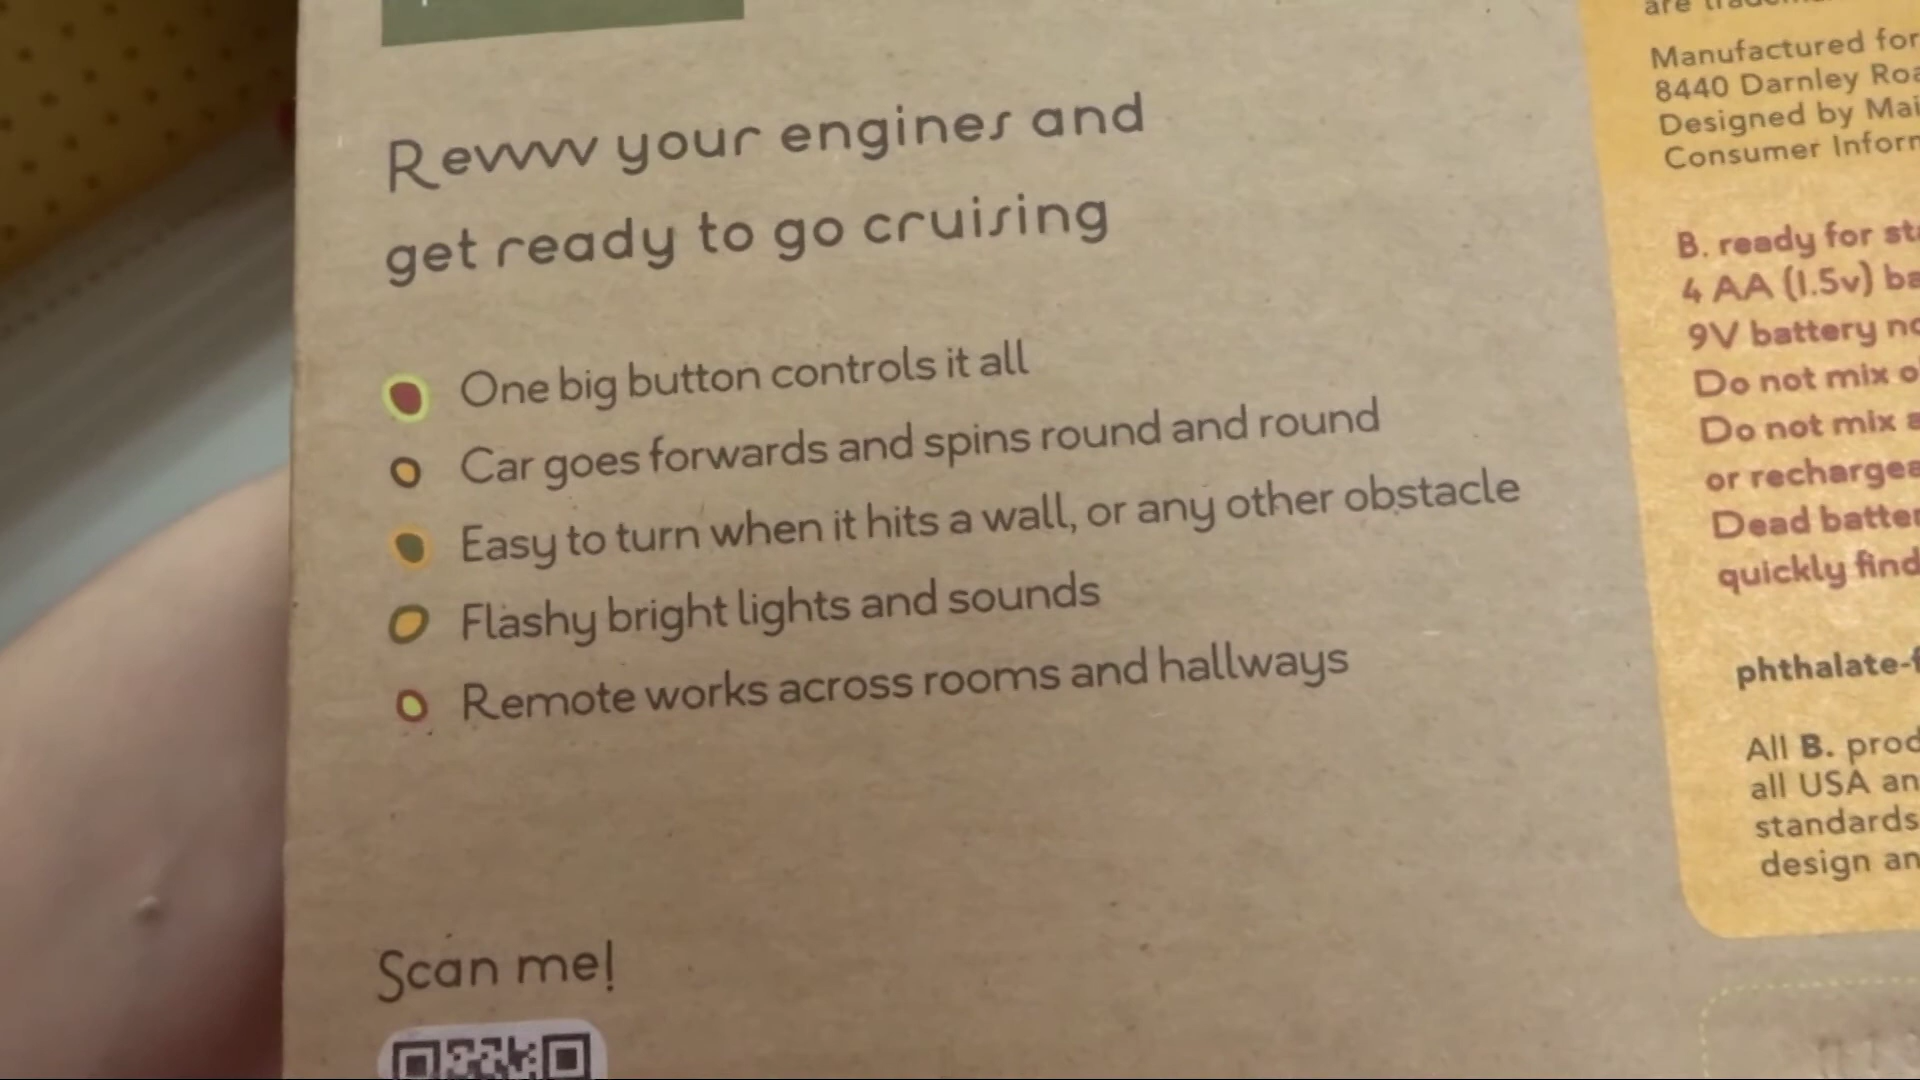 Revvvv your engines and
get ready to go cruising
One big button controls it all
Car goes forwards and spins round and round
Easy to turn when it hits a wall, or any other obstacle
Flashy bright lights and sounds
Remote works across rooms and hallways
Scan me!
are
Manufactured for
8440 Darnley
Designed by
Consumer
B. ready for
4 AA (1.5v)
9V battery
Do not mix
Do not mix
or
Dead
quickly
All B.
all USA
standards
design